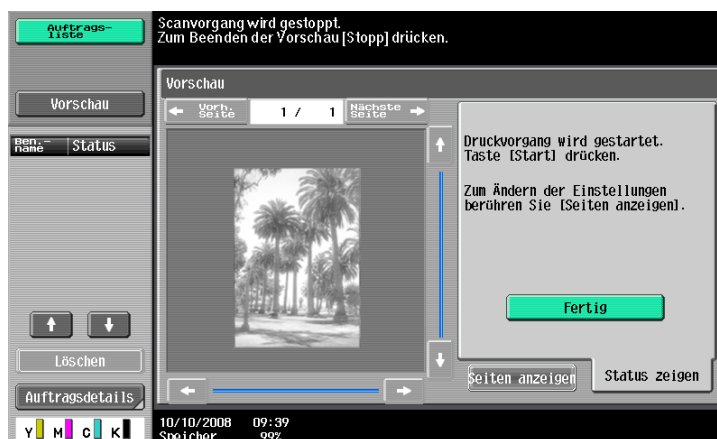 Auftrags-
liste
Scanvorgang wird gestoppt.
Zum Beenden der Vorschau [Stopp] drücken.
Vorschau
Vorschau
Vorh.
Seite
1 / 1
Nächste
Seite
Ben.-
name
Status
Druckvorgang wird gestartet.
Taste [Start] drücken.
Zum Ändern der Einstellungen
berühren Sie [Seiten anzeigen].
Fertig
Löschen
Seiten anzeigen
Status zeigen
Auftragsdetails
Y M C K
10/10/2008 09:39
Speicher 99%